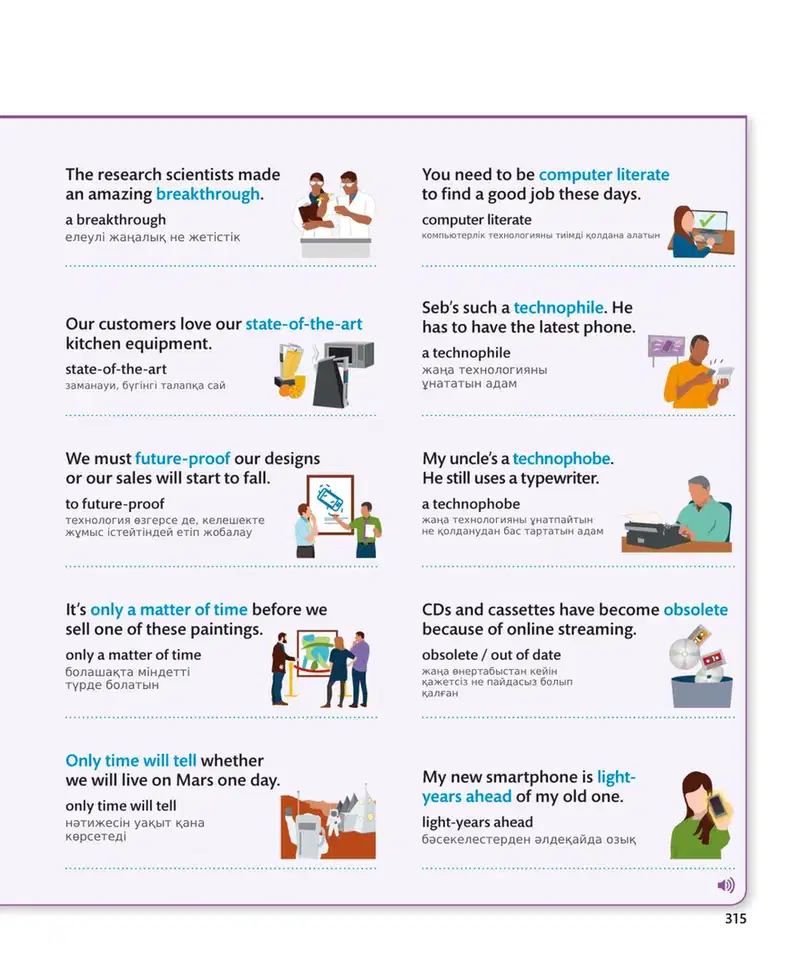 The research scientists made
an amazing breakthrough.
a breakthrough
елеулі жаңалық не жетістік
Our customers love our state-of-the-art
kitchen equipment.
state-of-the-art
заманауи, бүгінгі талапқа сай
We must future-proof our designs
or our sales will start to fall.
to future-proof
технология өзгерсе де, келешекте
жұмыс істейтіндей етіп жобалау
It's only a matter of time before we
sell one of these paintings.
only a matter of time
болашақта міндетті
түрде болатын
Only time will tell whether
we will live on Mars one day.
only time will tell
нәтижесін уақыт қана
көрсетеді
You need to be computer literate
to find a good job these days.
computer literate
компьютерлік технологияны тиімді қолдана алатын
Seb's such a technophile. He
has to have the latest phone.
a technophile
жаңа технологияны
ұнататын адам
My uncle's a technophobe.
He still uses a typewriter.
a technophobe
жаңа технологияны ұнатпайтын
не қолданудан бас тартатын адам
CDs and cassettes have become obsolete
because of online streaming.
obsolete / out of date
жаңа өнертабыстан кейін
қажетсіз не пайдасыз болып
қалған
My new smartphone is light-
years ahead of my old one.
light-years ahead
бәсекелестерден әлдеқайда озық
315